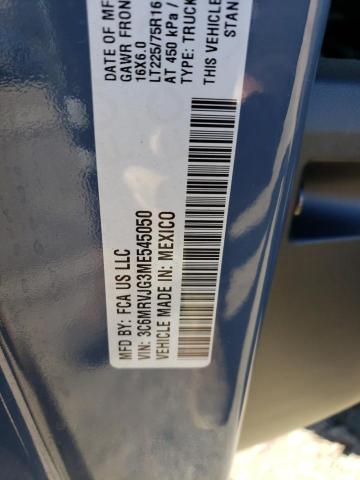 MFD BY: FCA US LLC
DATE OF MF
GAWR FRON
16X6.0
LT225/75R16
AT 450 kPa /
VIN: 3C6MRVJG3ME545050
TYPE: TRUCK
VEHICLE MADE IN: MEXICO
THIS VEHICLE
STAN